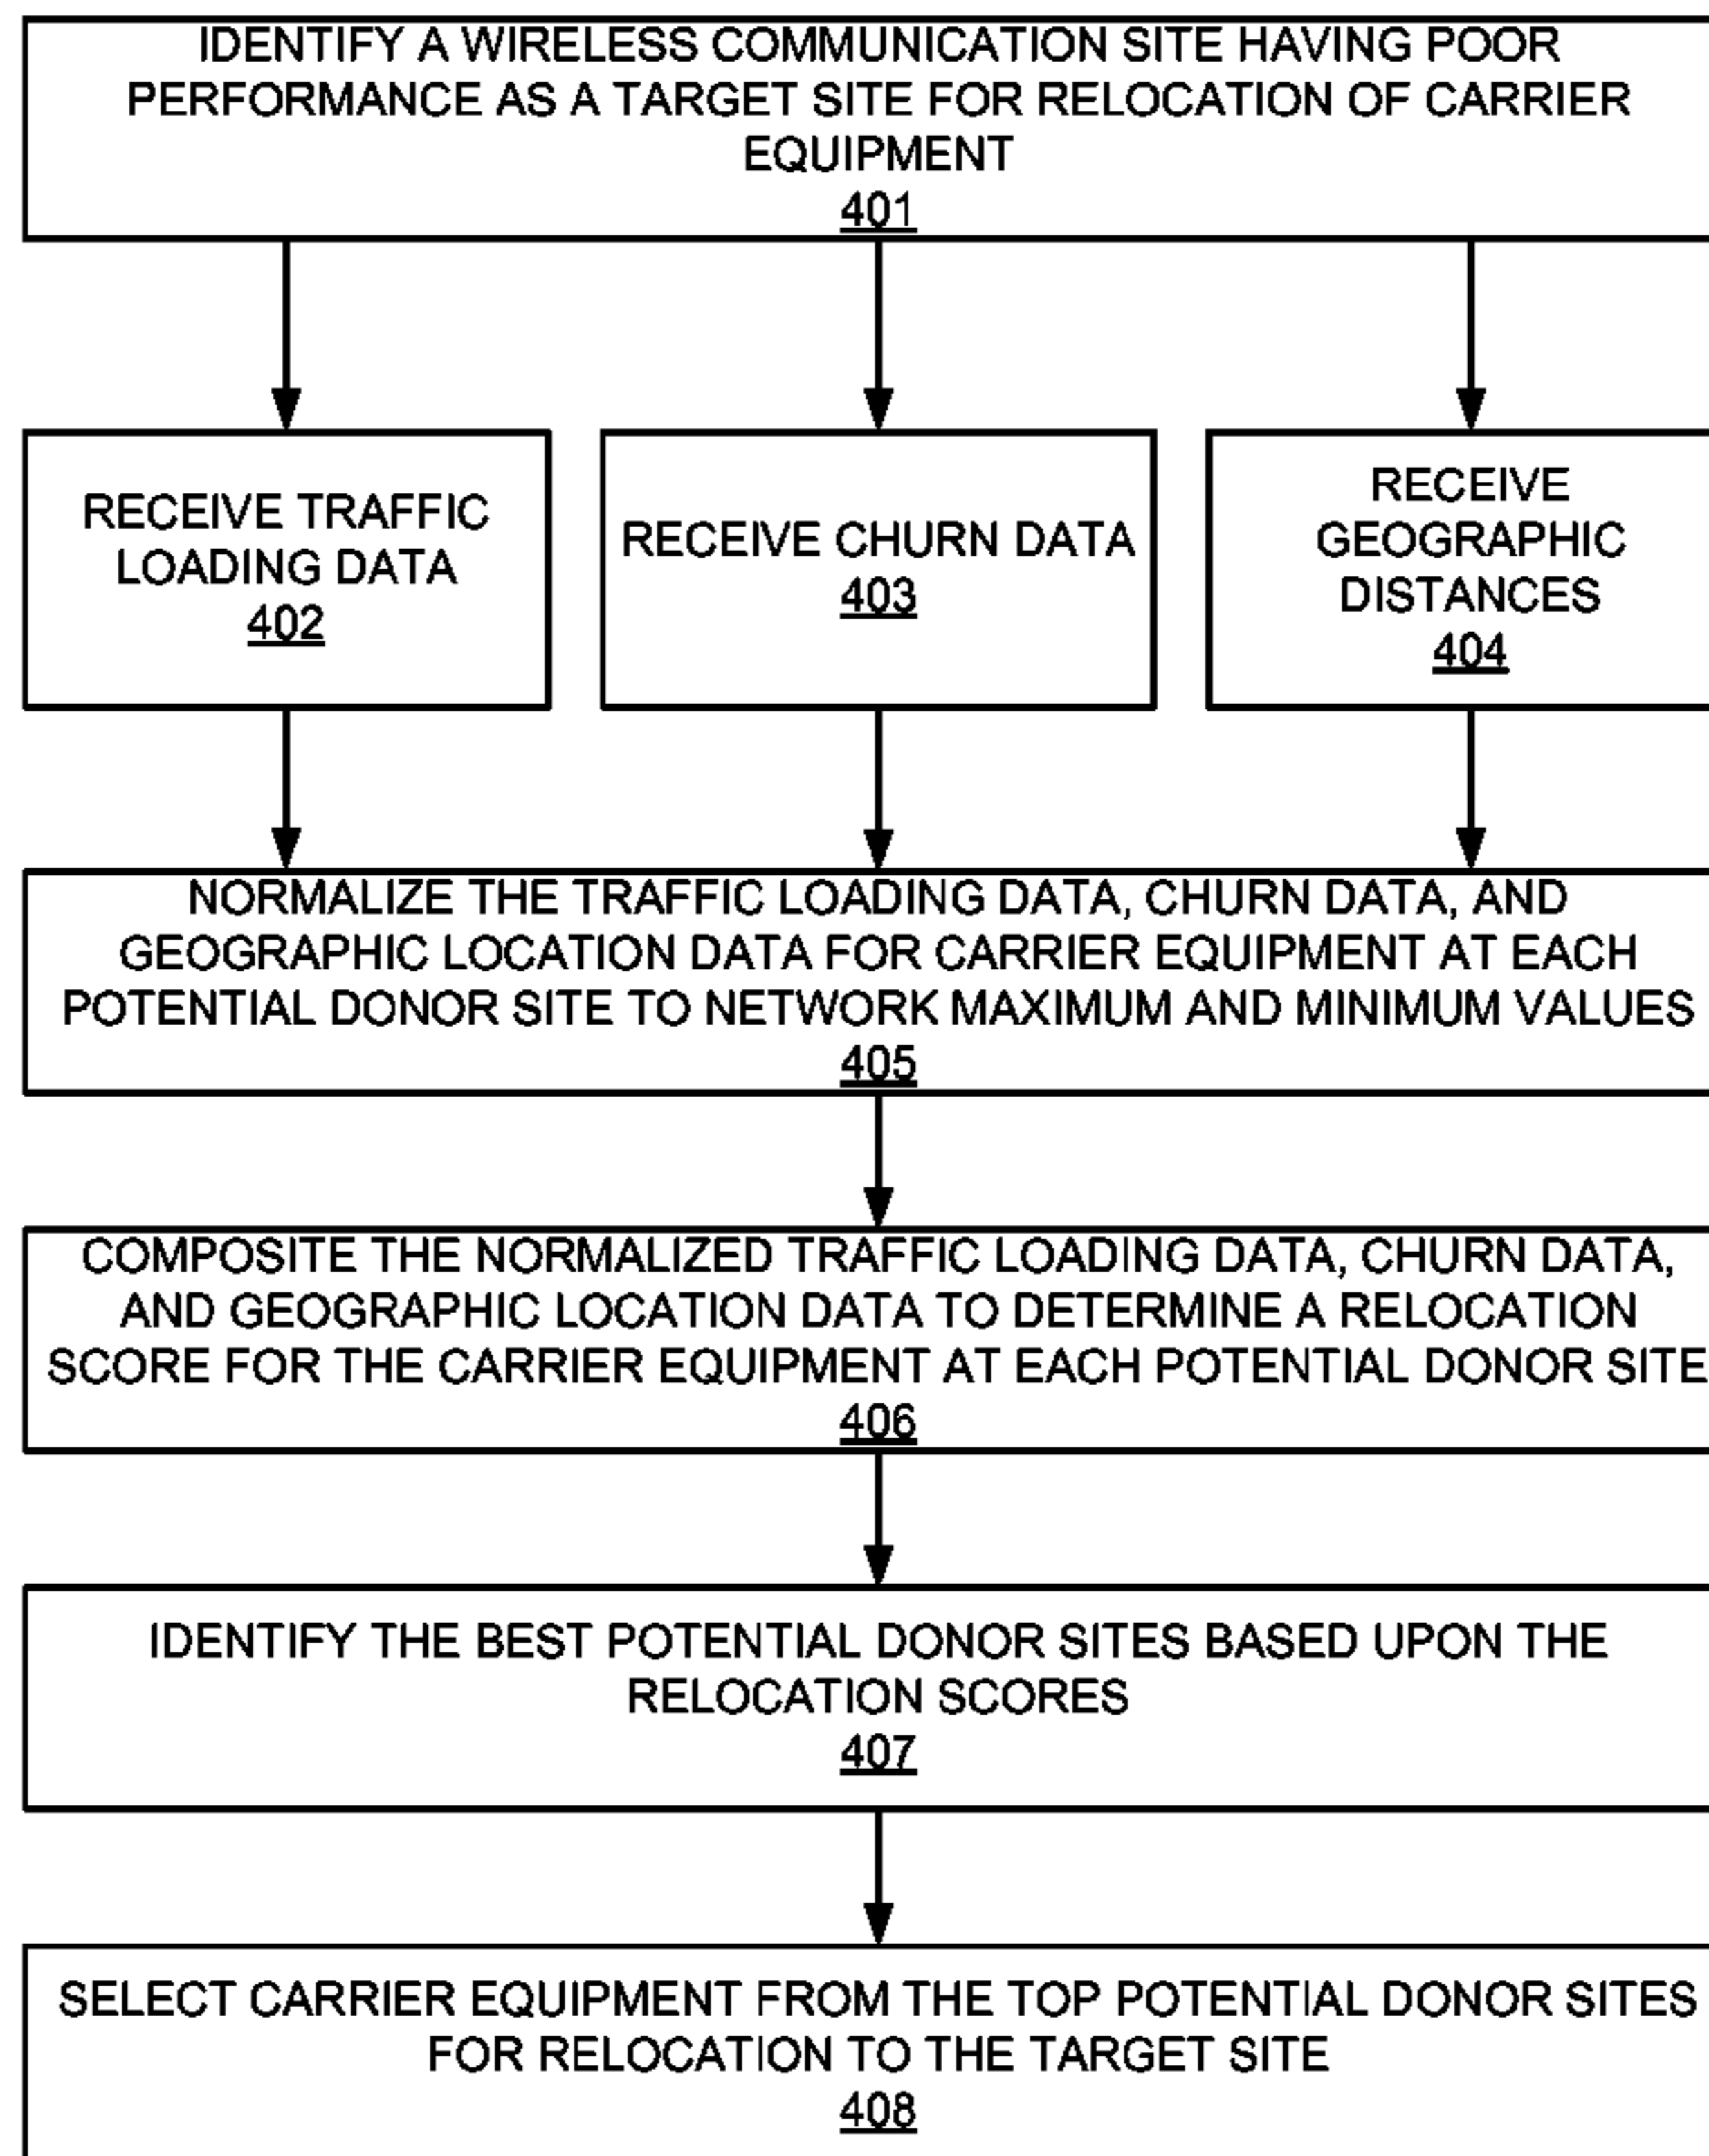 IDENTIFY A WIRELESS COMMUNICATION SITE HAVING POOR
PERFORMANCE AS A TARGET SITE FOR RELOCATION OF CARRIER
EQUIPMENT
401
RECEIVE TRAFFIC
LOADING DATA
402
RECEIVE CHURN DATA
403
RECEIVE
GEOGRAPHIC
DISTANCES
404
NORMALIZE THE TRAFFIC LOADING DATA, CHURN DATA, AND
GEOGRAPHIC LOCATION DATA FOR CARRIER EQUIPMENT AT EACH
POTENTIAL DONOR SITE TO NETWORK MAXIMUM AND MINIMUM VALUES
405
COMPOSITE THE NORMALIZED TRAFFIC LOADING DATA, CHURN DATA,
AND GEOGRAPHIC LOCATION DATA TO DETERMINE A RELOCATION
SCORE FOR THE CARRIER EQUIPMENT AT EACH POTENTIAL DONOR SITE
406
IDENTIFY THE BEST POTENTIAL DONOR SITES BASED UPON THE
RELOCATION SCORES
407
SELECT CARRIER EQUIPMENT FROM THE TOP POTENTIAL DONOR SITES
FOR RELOCATION TO THE TARGET SITE
408